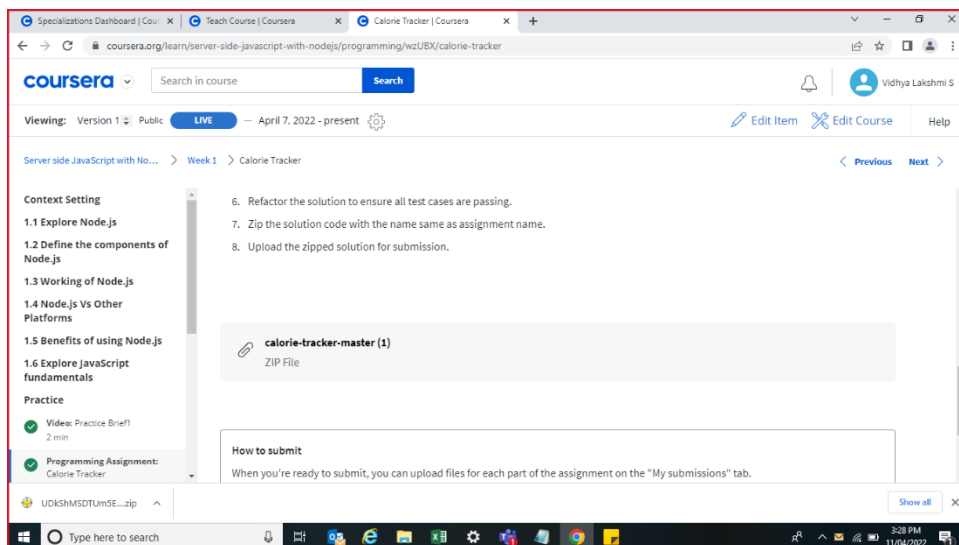 Specializations Dashboard | Cour
Teach Course | Coursera
Calorie Tracker | Coursera
coursera.org/learn/server-side-javascript-with-nodejs/programming/wzUBX/calorie-tracker
coursera
Search in course
Search
Vidhya Lakshmi S
Viewing: Version 1 Public LIVE — April 7, 2022 - present
Edit Item
Edit Course
Help
Server side JavaScript with No... > Week 1 > Calorie Tracker
Previous
Next
Context Setting
1.1 Explore Node.js
1.2 Define the components of
Node.js
1.3 Working of Node.js
1.4 Node.js Vs Other
Platforms
1.5 Benefits of using Node.js
1.6 Explore JavaScript
fundamentals
Practice
Video: Practice Brief1
2 min
Programming Assignment:
Calorie Tracker
6. Refactor the solution to ensure all test cases are passing.
7. Zip the solution code with the name same as assignment name.
8. Upload the zipped solution for submission.
calorie-tracker-master (1)
ZIP File
How to submit
When you're ready to submit, you can upload files for each part of the assignment on the "My submissions" tab.
UDkShMSDTUm5E....zip
Show all
Type here to search
3:28 PM
11/04/2022